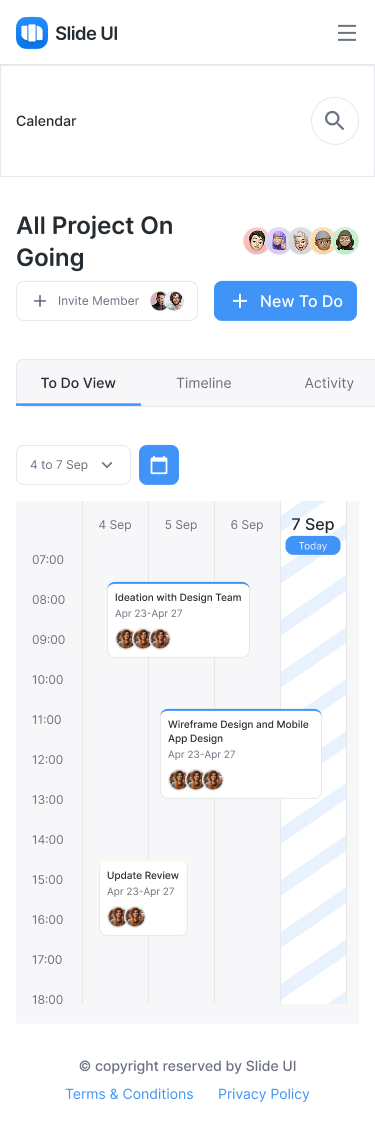 Slide UI
Calendar
All Project On
Going
Invite Member
New To Do
To Do View
Timeline
Activity
4 to 7 Sep
4 Sep
5 Sep
6 Sep
7 Sep
Today
07:00
08:00
09:00
10:00
11:00
12:00
13:00
14:00
15:00
16:00
17:00
18:00
Ideation with Design Team
Apr 23-Apr 27
Wireframe Design and Mobile
App Design
Apr 23-Apr 27
Update Review
Apr 23-Apr 27
© copyright reserved by Slide UI
Terms & Conditions
Privacy Policy